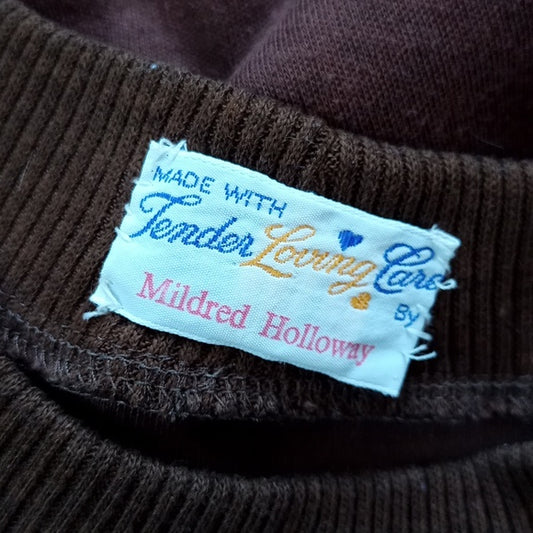 MADE WITH
Tender Loving Care
By
Mildred Holloway